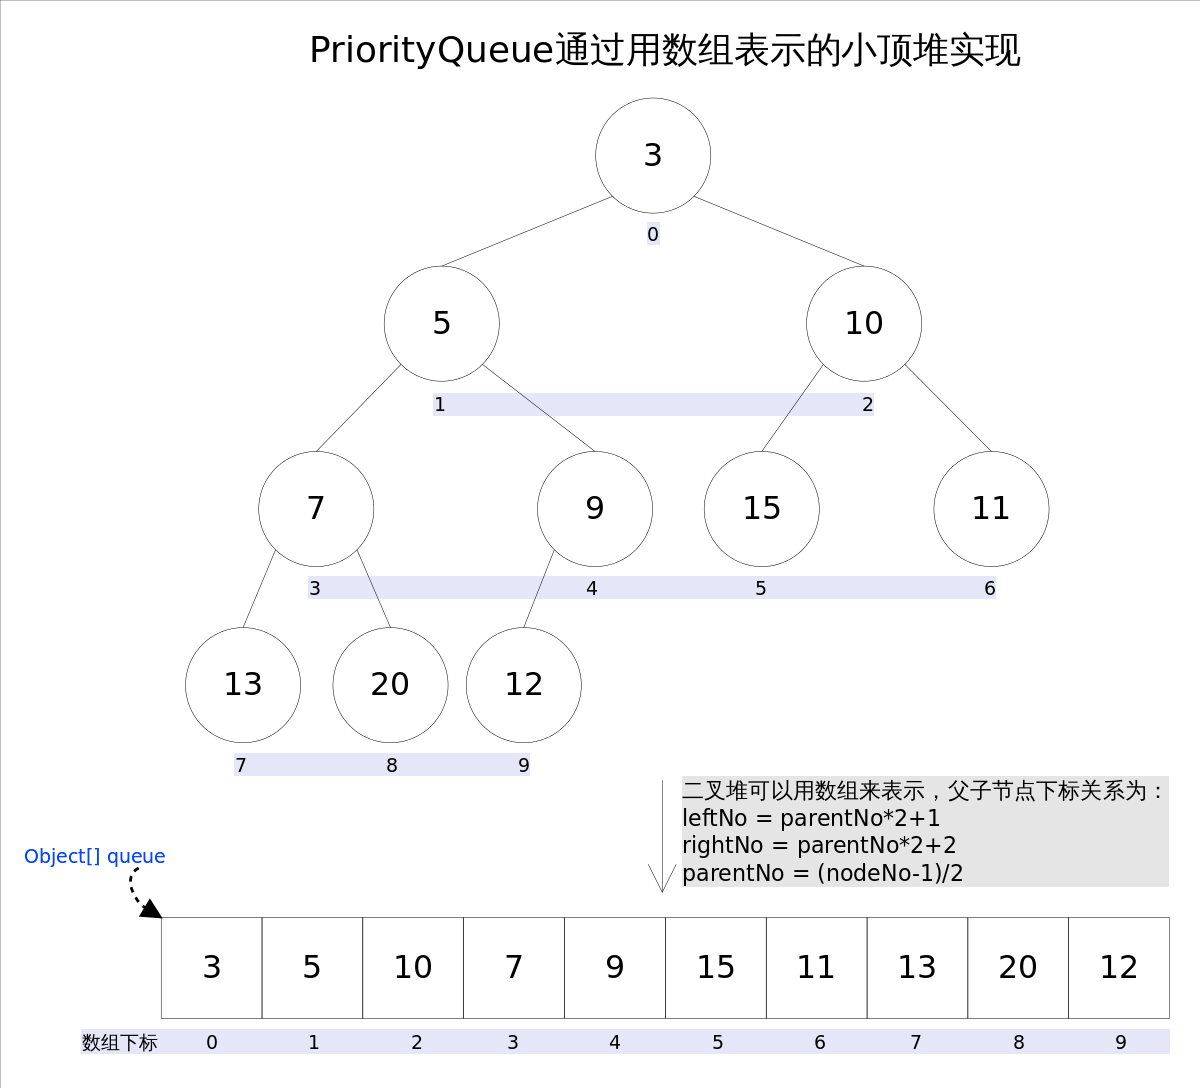 PriorityQueue通过用数组表示的小顶堆实现
3
0
5 10
1 2
7 9 15 11
3 4 5 6
13 20 12
7 8 9
二叉堆可以用数组来表示，父子节点下标关系为：
leftNo = parentNo*2+1
rightNo = parentNo*2+2
parentNo = (nodeNo-1)/2
Object[] queue
3 5 10 7 9 15 11 13 20 12
数组下标 0 1 2 3 4 5 6 7 8 9